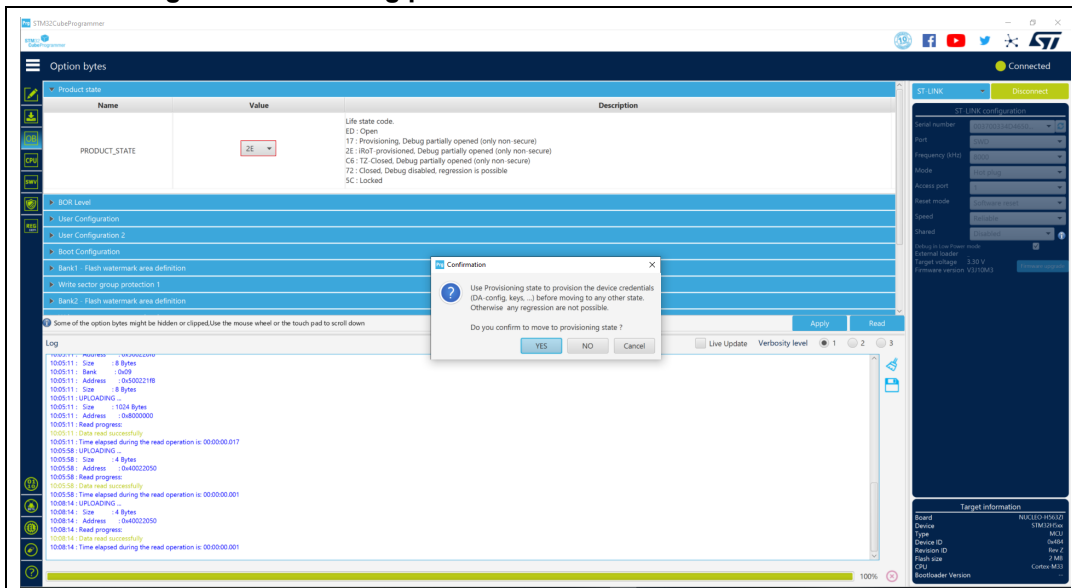 STM32CubeProgrammer
Option bytes
Connected
Product state
Name Value Description
PRODUCT_STATE
2E
Life state code.
ED : Open
17 : Provisioning, Debug partially opened (only non-secure)
2E : iRoT-provisioned, Debug partially opened (only non-secure)
C6 : TZ-Closed, Debug partially opened (only non-secure)
72 : Closed, Debug disabled, regression is possible
5C : Locked
BOR Level
User Configuration
User Configuration 2
Boot Configuration
Bank1 - Flash watermark area definition
Write sector group protection 1
Bank2 - Flash watermark area definition
Some of the option bytes might be hidden or clipped,Use the mouse wheel or the touch pad to scroll down
Apply Read
Confirmation
Use Provisioning state to provision the device credentials
(DA-config, keys, ...) before moving to any other state.
Otherwise any regression are not possible.
Do you confirm to move to provisioning state ?
YES NO Cancel
Log
Live Update Verbosity level 1 2 3
10:05:11 : Size : 8 Bytes
10:05:11 : Bank : 0x09
10:05:11 : Address : 0x500221f8
10:05:11 : Size : 8 Bytes
10:05:11 : UPLOADING ...
10:05:11 : Size : 1024 Bytes
10:05:11 : Address : 0x8000000
10:05:11 : Read progress:
10:05:11 : Data read successfully
10:05:11 : Time elapsed during the read operation is: 00:00:00.017
10:05:58 : UPLOADING ...
10:05:58 : Size : 4 Bytes
10:05:58 : Address : 0x40022050
10:05:58 : Read progress:
10:05:58 : Data read successfully
10:05:58 : Time elapsed during the read operation is: 00:00:00.001
10:08:14 : UPLOADING ...
10:08:14 : Size : 4 Bytes
10:08:14 : Address : 0x40022050
10:08:14 : Read progress:
10:08:14 : Data read successfully
10:08:14 : Time elapsed during the read operation is: 00:00:00.001
100%
ST-LINK Disconnect
ST-LINK configuration
Serial number
Port SWD
Frequency (kHz) 8000
Mode Hot plug
Access port 1
Reset mode Software reset
Speed Reliable
Shared Disabled
Debug in Low Power mode
External loader
Target voltage 3.30 V
Firmware version V3J10M3
Firmware upgrade
Target information
Board NUCLEO-H563ZI
Device STM32H5xx
Type MCU
Device ID 0x484
Revision ID Rev Z
Flash size 2 MB
CPU Cortex-M33
Bootloader Version --